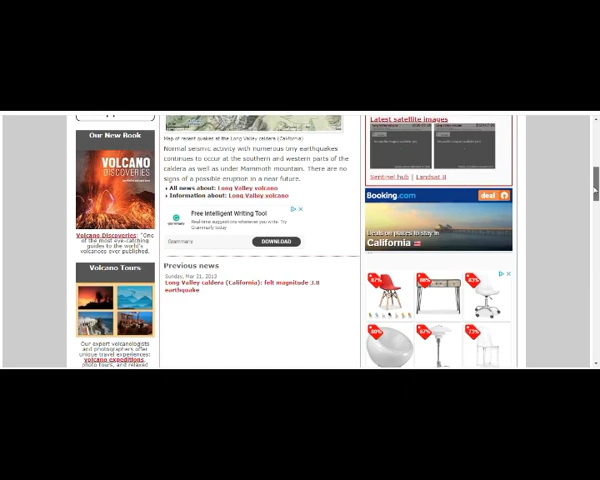 Our New Book
VOLCANO
DISCOVERIES
Volcano Discoveries: "One
of the most eye-catching
guides to the world's
volcanoes ever published.
Volcano Tours
Our expert volcanologists
and photographers offer
unique travel experiences:
volcano expeditions,
photo tours, and relaxed
Map of recent quakes at the Long Valley caldera (California)
Normal seismic activity with numerous tiny earthquakes
continues to occur at the southern and western parts of the
caldera as well as under Mammoth mountain. There are no
signs of a possible eruption in a near future.
All news about: Long Valley volcano
Information about: Long Valley volcano
Free Intelligent Writing Tool
Real-time suggestions wherever you write. Try
Grammarly today
Grammarly
DOWNLOAD
Previous news
Sunday, Mar 31, 2013
Long Valley caldera (California): felt magnitude 3.8
earthquake
Latest satellite images
Sentinel hub | Landsat 8
Booking.com
deal
Deals on places to stay in
California